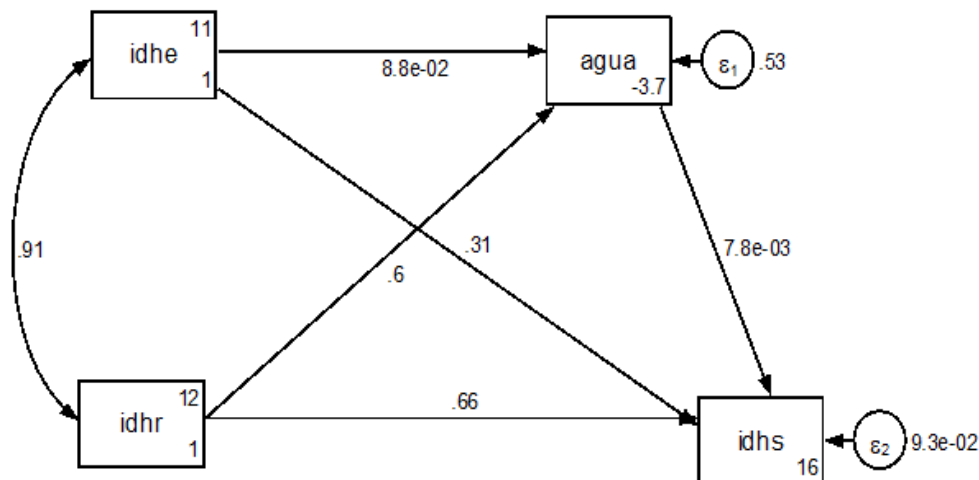 11
idhe
1
8.8e-02
agua
-3.7
ε1
.53
.91
.31
.6
7.8e-03
12
idhr
1
.66
idhs
16
ε2
9.3e-02